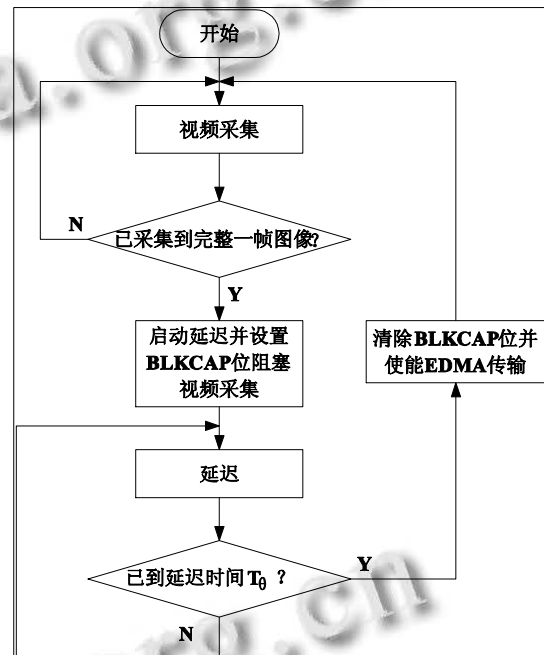 开始
视频采集
N
已采集到完整一帧图像?
Y
启动延迟并设置
BLKCAP位阻塞
视频采集
清除BLKCAP位并
使能EDMA传输
延迟
已到延迟时间Tθ ?
Y
N